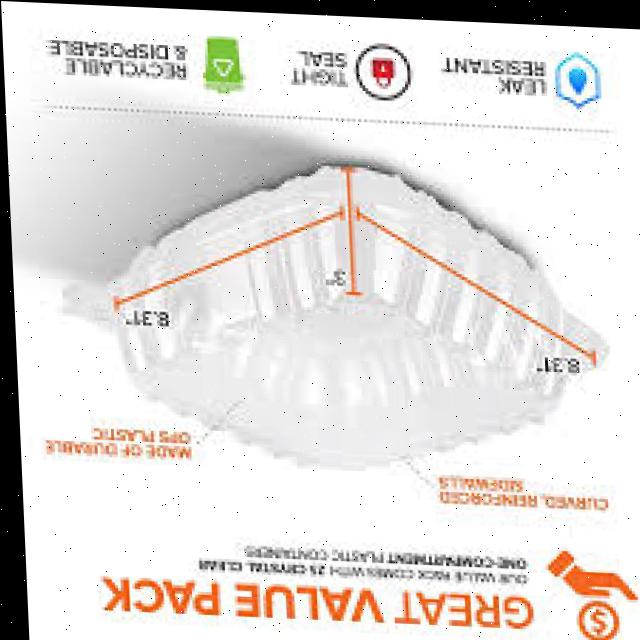 GREAT VALUE PACK
OUR VALUE PACK COMES WITH 25 CRYSTAL CLEAR
ONE-COMPARTMENT PLASTIC CONTAINERS
CURVED, REINFORCED
SIDEWALLS
MADE OF DURABLE
OPS PLASTIC
8.31"
8.31"
3"
LEAK
RESISTANT
TIGHT
SEAL
RECYCLABLE
& DISPOSABLE